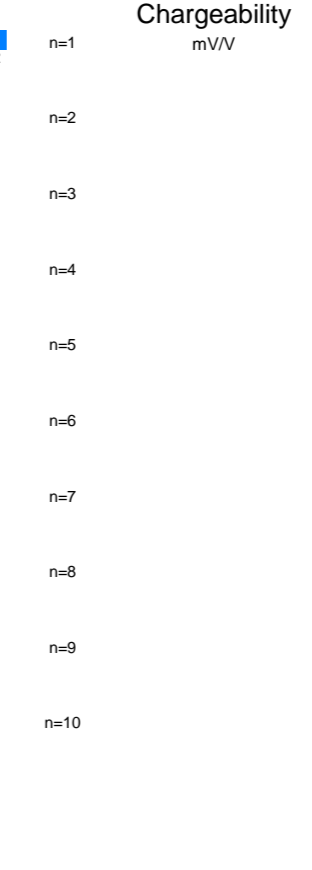 Chargeability
n=1 mV/V
n=2
n=3
n=4
n=5
n=6
n=7
n=8
n=9
n=10